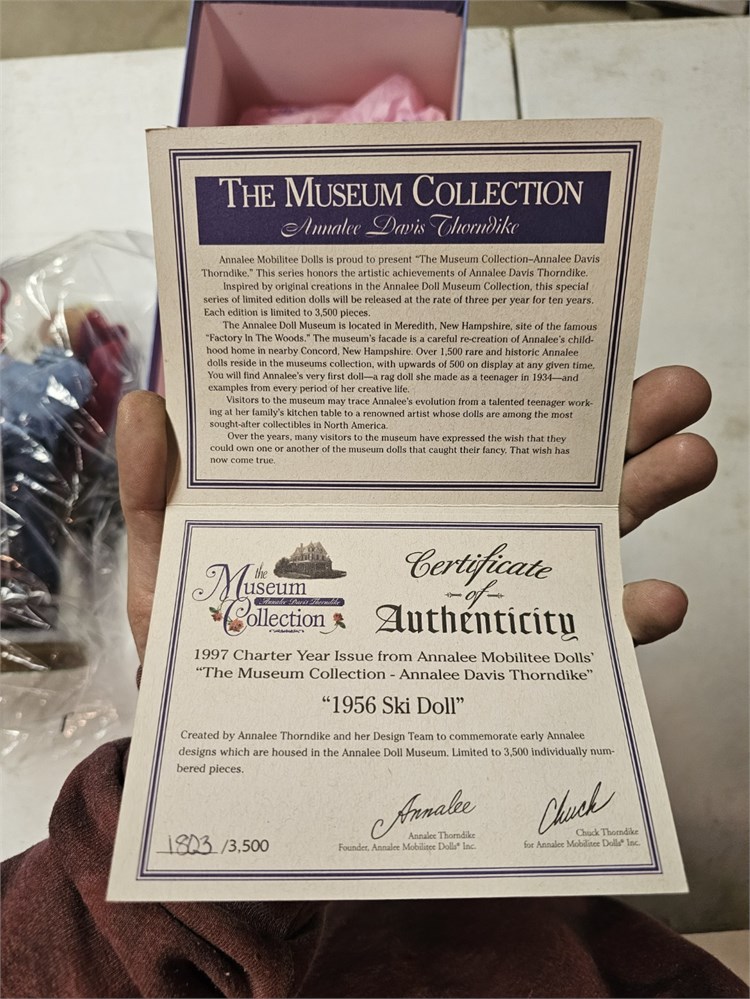 THE MUSEUM COLLECTION
Annalee Davis Thorndike
Annalee Mobilitee Dolls is proud to present "The Museum Collection–Annalee Davis
Thorndike." This series honors the artistic achievements of Annalee Davis Thorndike.
Inspired by original creations in the Annalee Doll Museum Collection, this special
series of limited edition dolls will be released at the rate of three per year for ten years.
Each edition is limited to 3,500 pieces.
The Annalee Doll Museum is located in Meredith, New Hampshire, site of the famous
"Factory In The Woods." The museum's facade is a careful re-creation of Annalee's child-
hood home in nearby Concord, New Hampshire. Over 1,500 rare and historic Annalee
dolls reside in the museums collection, with upwards of 500 on display at any given time.
You will find Annalee's very first doll—a rag doll she made as a teenager in 1934—and
examples from every period of her creative life.
Visitors to the museum may trace Annalee's evolution from a talented teenager work-
ing at her family's kitchen table to a renowned artist whose dolls are among the most
sought-after collectibles in North America.
Over the years, many visitors to the museum have expressed the wish that they
could own one or another of the museum dolls that caught their fancy. That wish has
now come true.
the
Museum
Annalee Davis Thorndike
Collection
Certificate
of
Authenticity
1997 Charter Year Issue from Annalee Mobilitee Dolls'
"The Museum Collection - Annalee Davis Thorndike"
"1956 Ski Doll"
Created by Annalee Thorndike and her Design Team to commemorate early Annalee
designs which are housed in the Annalee Doll Museum. Limited to 3,500 individually num-
bered pieces.
Annalee
Chuck
1803 /3,500
Annalee Thorndike
Founder, Annalee Mobilitee Dolls® Inc.
Chuck Thorndike
for Annalee Mobilitee Dolls® Inc.